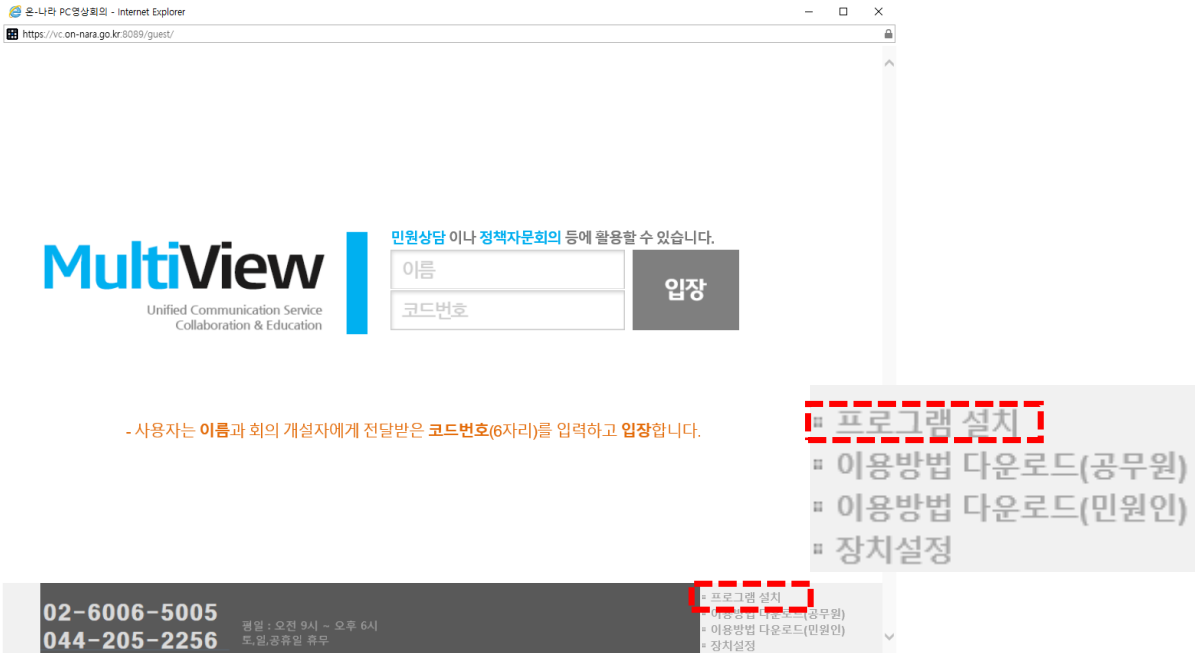 온-나라 PC영상회의 - Internet Explorer
https://vc.on-nara.go.kr:8089/guest/
민원상담 이나 정책자문회의 등에 활용할 수 있습니다.
MultiView
Unified Communication Service
Collaboration & Education
이름
코드번호
입장
- 사용자는 이름과 회의 개설자에게 전달받은 코드번호(6자리)를 입력하고 입장합니다.
프로그램 설치
이용방법 다운로드(공무원)
이용방법 다운로드(민원인)
장치설정
02-6006-5005
044-205-2256
평일 : 오전 9시 ~ 오후 6시
토,일,공휴일 휴무
프로그램 설치
이용방법 다운로드(공무원)
이용방법 다운로드(민원인)
장치설정